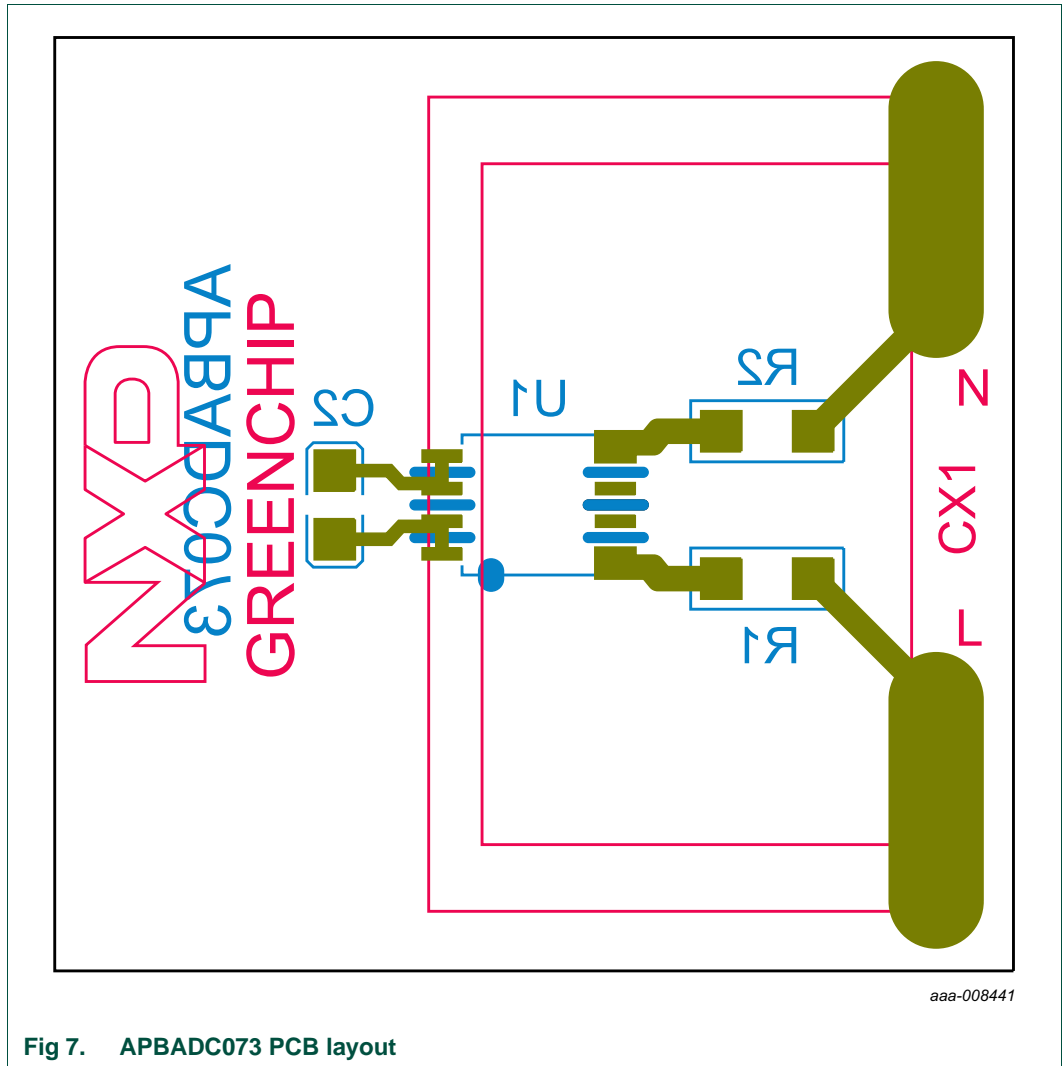 NXP
APBADC073
GREENCHIP
C2
U1
R2
N
CX1
R1
L
aaa-008441
Fig 7. APBADC073 PCB layout